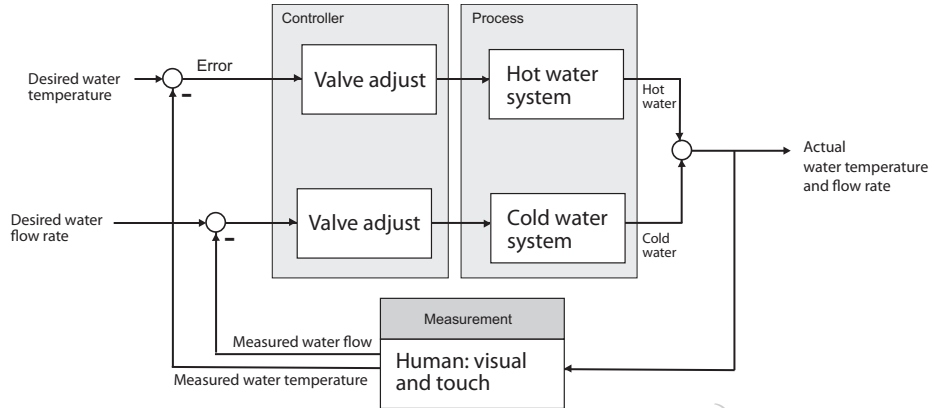 Controller
Process
Desired water
temperature
Error
-
Valve adjust
Hot water
system
Hot
water
Actual
water temperature
and flow rate
Desired water
flow rate
-
Valve adjust
Cold water
system
Cold
water
Measurement
Measured water flow
Human: visual
and touch
Measured water temperature